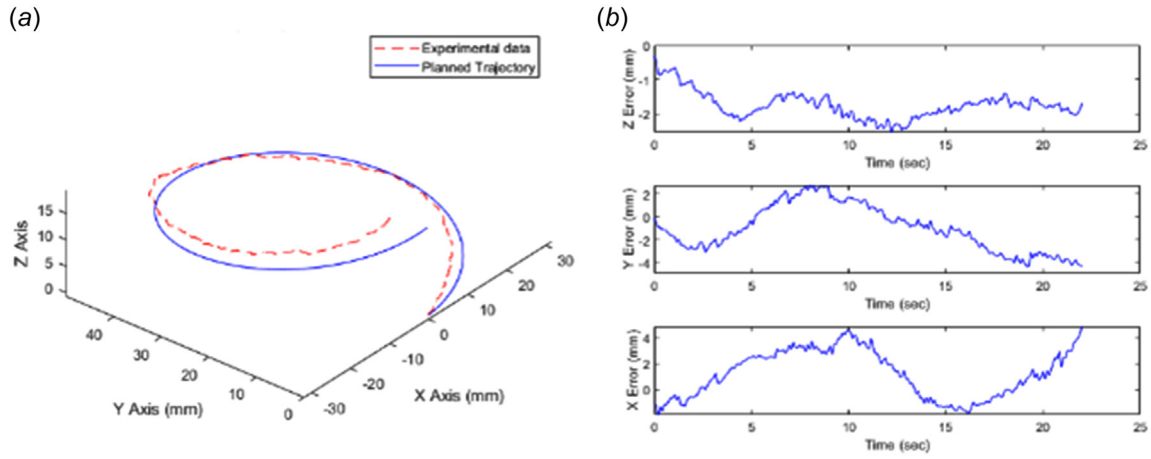 (a)
Experimental data
Planned Trajectory
15
10
5
0
Z Axis
40
30
20
10
0
Y Axis (mm)
-30
-20
-10
0
10
20
30
X Axis (mm)
(b)
0
-1
-2
Z Error (mm)
0 5 10 15 20 25
Time (sec)
2
0
-2
-4
Y Error (mm)
0 5 10 15 20 25
Time (sec)
4
2
0
X Error (mm)
0 5 10 15 20 25
Time (sec)